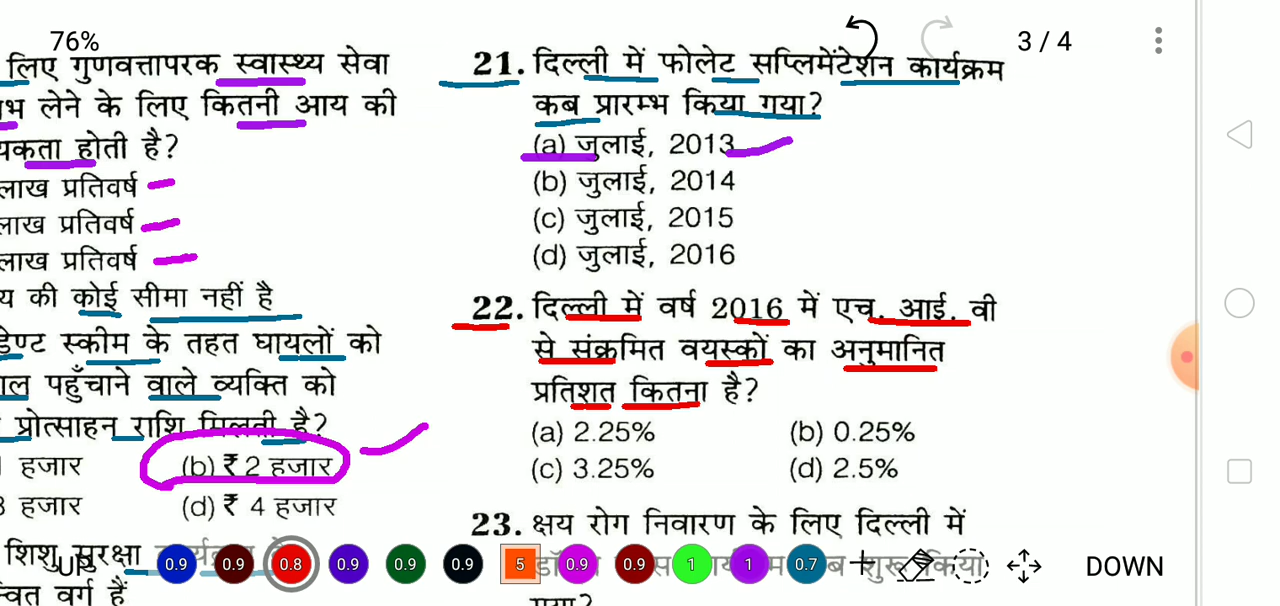 76%
3 / 4
लिए गुणवत्तापरक स्वास्थ्य सेवा
लेने के लिए कितनी आय की
होती है?
लाख प्रतिवर्ष
लाख प्रतिवर्ष
लाख प्रतिवर्ष
की कोई सीमा नहीं है
स्कीम के तहत घायलों को
पहुँचाने वाले व्यक्ति को
प्रोत्साहन राशि मिलती है?
हजार
(b) ₹ 2 हजार
हजार
(d) ₹ 4 हजार
शिशु सुरक्षा
वर्ग हैं
21. दिल्ली में फोलेट सप्लिमेंटेशन कार्यक्रम
कब प्रारम्भ किया गया?
(a) जुलाई, 2013
(b) जुलाई, 2014
(c) जुलाई, 2015
(d) जुलाई, 2016
22. दिल्ली में वर्ष 2016 में एच. आई. वी
से संक्रमित वयस्कों का अनुमानित
प्रतिशत कितना है?
(a) 2.25% (b) 0.25%
(c) 3.25% (d) 2.5%
23. क्षय रोग निवारण के लिए दिल्ली में
शुरू किया
गया?
UP 0.9 0.9 0.8 0.9 0.9 0.9 5 0.9 0.9 1 1 0.7 + DOWN